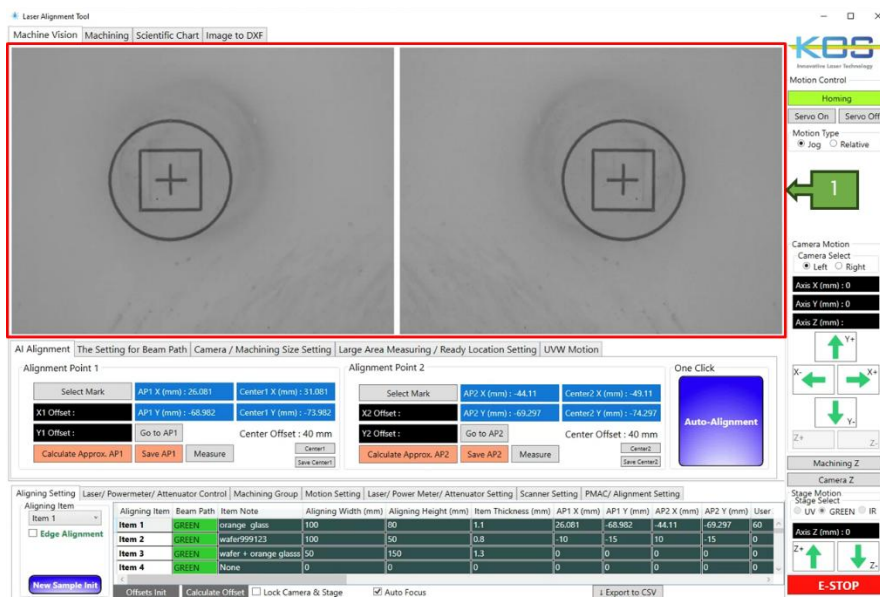 Laser Alignment Tool
Machine Vision Machining Scientific Chart Image to DXF
KOS
Innovative Laser Technology
Motion Control
Homing
Servo On Servo Off
Motion Type
Jog Relative
1
Camera Motion
Camera Select
Left Right
Axis X (mm) : 0
Axis Y (mm) : 0
Axis Z (mm) :
Y+
X- X+
Y-
Z+ Z-
Machining Z
Camera Z
Stage Motion
Stage Select
UV GREEN IR
Axis Z (mm) : 0
Z+ Z-
E-STOP
AI Alignment The Setting for Beam Path Camera / Machining Size Setting Large Area Measuring / Ready Location Setting UVW Motion
Alignment Point 1
Select Mark AP1 X (mm) : 26.081 Center1 X (mm) : 31.081
X1 Offset : AP1 Y (mm) : -68.982 Center1 Y (mm) : -73.982
Y1 Offset : Go to AP1 Center Offset : 40 mm
Calculate Approx. AP1 Save AP1 Measure Center1
Save Center1
Alignment Point 2
Select Mark AP2 X (mm) : -44.11 Center2 X (mm) : -49.11
X2 Offset : AP2 Y (mm) : -69.297 Center2 Y (mm) : -74.297
Y2 Offset : Go to AP2 Center Offset : 40 mm
Calculate Approx. AP2 Save AP2 Measure Center2
Save Center2
One Click
Auto-Alignment
Aligning Setting Laser/ Powermeter/ Attenuator Control Machining Group Motion Setting Laser/ Power Meter/ Attenuator Setting Scanner Setting PMAC/ Alignment Setting
Aligning Item
Item 1
Edge Alignment
New Sample Init
Aligning Item Beam Path Item Note Aligning Width (mm) Aligning Height (mm) Item Thickness (mm) AP1 X (mm) AP1 Y (mm) AP2 X (mm) AP2 Y (mm) User
Item 1 GREEN orange glass 100 80 1.1 26.081 -68.982 -44.11 -69.297 60
Item 2 GREEN wafer999123 100 50 0.8 -10 -15 10 -15 0
Item 3 GREEN wafer + orange glasss 50 150 1.3 0 0 0 0 0
Item 4 GREEN None 0 0 0 0 0 0 0 0
Offsets Init Calculate Offset Lock Camera & Stage Auto Focus Export to CSV